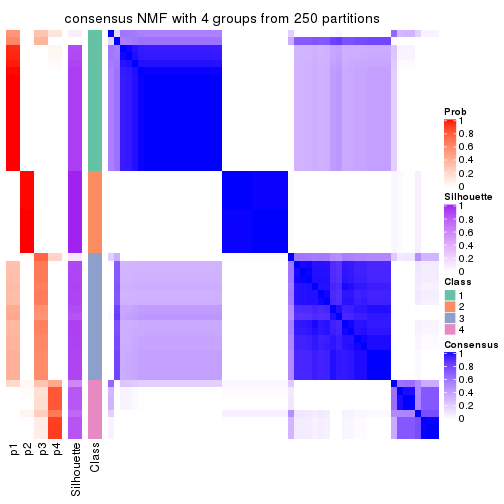 consensus NMF with 4 groups from 250 partitions
Prob
1
0.8
0.6
0.4
0.2
0
Silhouette
1
0.8
0.6
0.4
0.2
0
Class
1
2
3
4
Consensus
1
0.8
0.6
0.4
0.2
0
p1
p2
p3
p4
Silhouette
Class